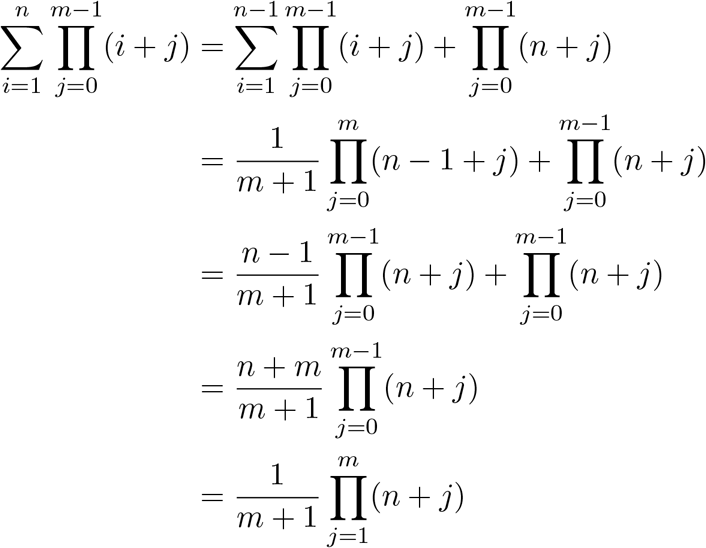 \sum_{i=1}^{n} \prod_{j=0}^{m-1} (i + j) = \sum_{i=1}^{n-1} \prod_{j=0}^{m-1} (i + j) + \prod_{j=0}^{m-1} (n + j)
= \frac{1}{m + 1} \prod_{j=0}^{m} (n - 1 + j) + \prod_{j=0}^{m-1} (n + j)
= \frac{n - 1}{m + 1} \prod_{j=0}^{m-1} (n + j) + \prod_{j=0}^{m-1} (n + j)
= \frac{n + m}{m + 1} \prod_{j=0}^{m-1} (n + j)
= \frac{1}{m + 1} \prod_{j=1}^{m} (n + j)